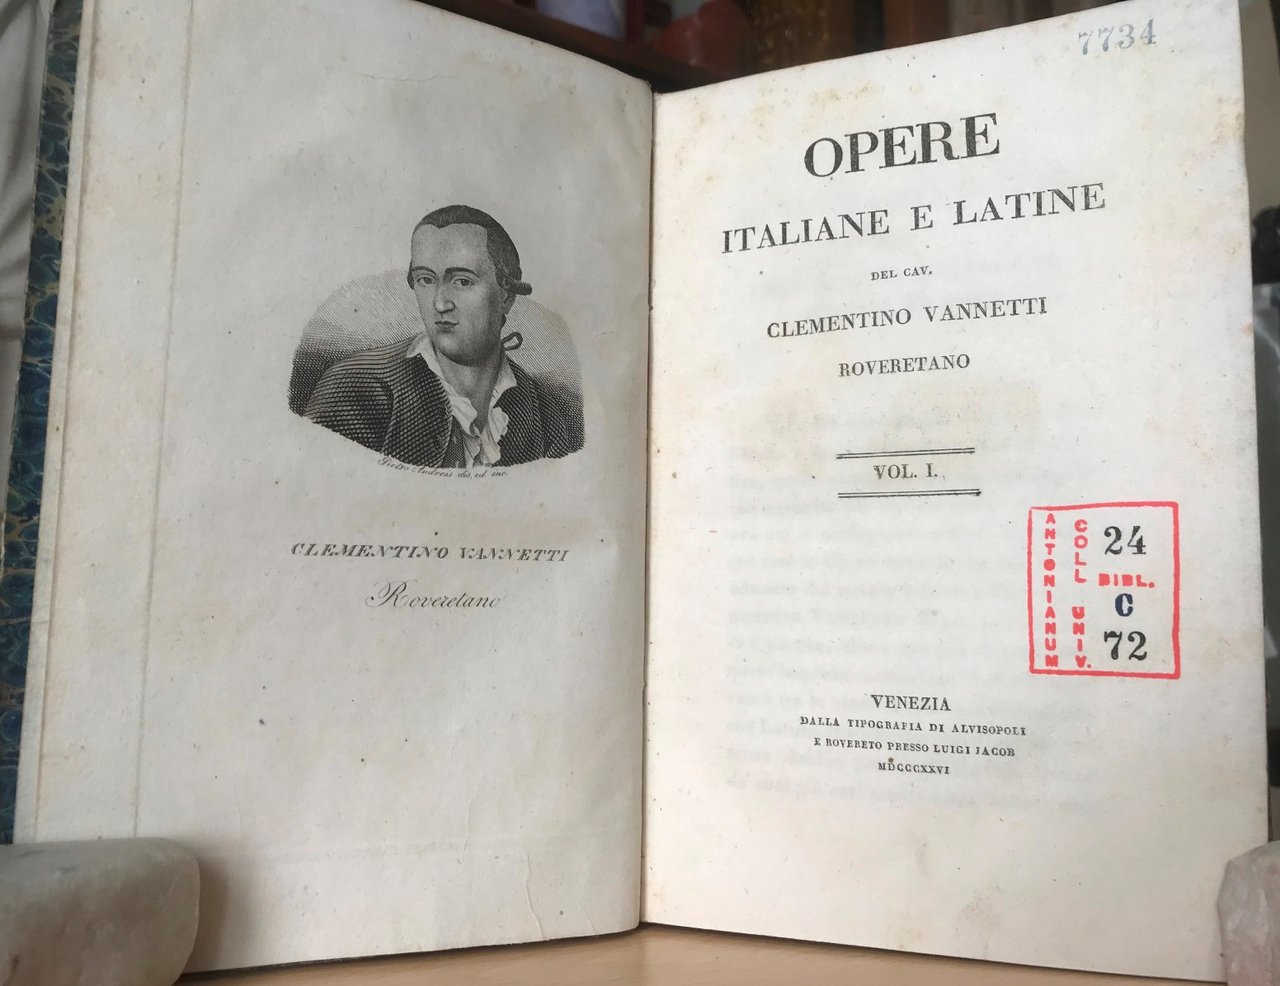 Pietro Andreis dis. ed inc.
CLEMENTINO VANNETTI
Roveretano
7734
OPERE
ITALIANE E LATINE
DEL CAV.
CLEMENTINO VANNETTI
ROVERETANO
VOL. I.
ANTONIANUM
COLL UNIV.
24
BIBL.
C
72
VENEZIA
DALLA TIPOGRAFIA DI ALVISOPOLI
E ROVERETO PRESSO LUIGI JACOB
MDCCCXXVI